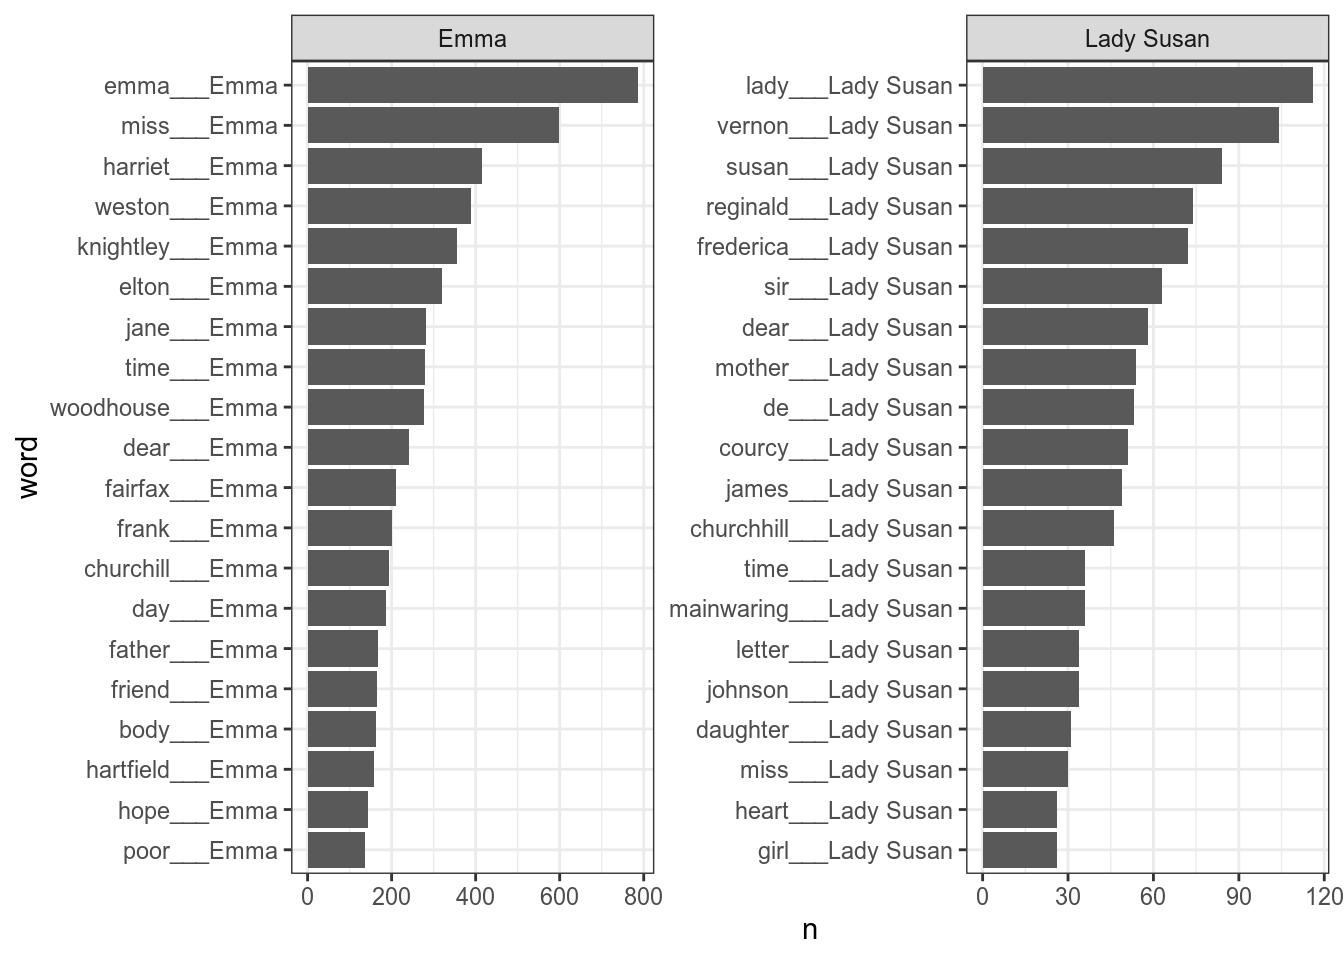 Emma
Lady Susan
emma___Emma
miss___Emma
harriet___Emma
weston___Emma
knightley___Emma
elton___Emma
jane___Emma
time___Emma
woodhouse___Emma
dear___Emma
fairfax___Emma
frank___Emma
churchill___Emma
day___Emma
father___Emma
friend___Emma
body___Emma
hartfield___Emma
hope___Emma
poor___Emma
lady___Lady Susan
vernon___Lady Susan
susan___Lady Susan
reginald___Lady Susan
frederica___Lady Susan
sir___Lady Susan
dear___Lady Susan
mother___Lady Susan
de___Lady Susan
courcy___Lady Susan
james___Lady Susan
churchhill___Lady Susan
time___Lady Susan
mainwaring___Lady Susan
letter___Lady Susan
johnson___Lady Susan
daughter___Lady Susan
miss___Lady Susan
heart___Lady Susan
girl___Lady Susan
word
0 200 400 600 800
0 30 60 90 120
n